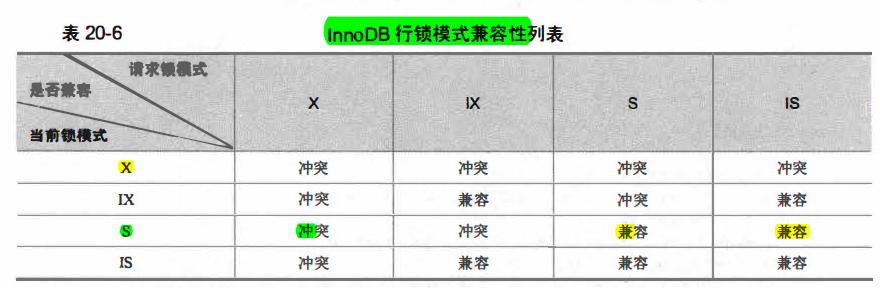 表 20-6 InnoDB 行锁模式兼容性列表
请求锁模式
是否兼容
当前锁模式
X IX S IS
X 冲突 冲突 冲突 冲突
IX 冲突 兼容 冲突 兼容
S 冲突 冲突 兼容 兼容
IS 冲突 兼容 兼容 兼容